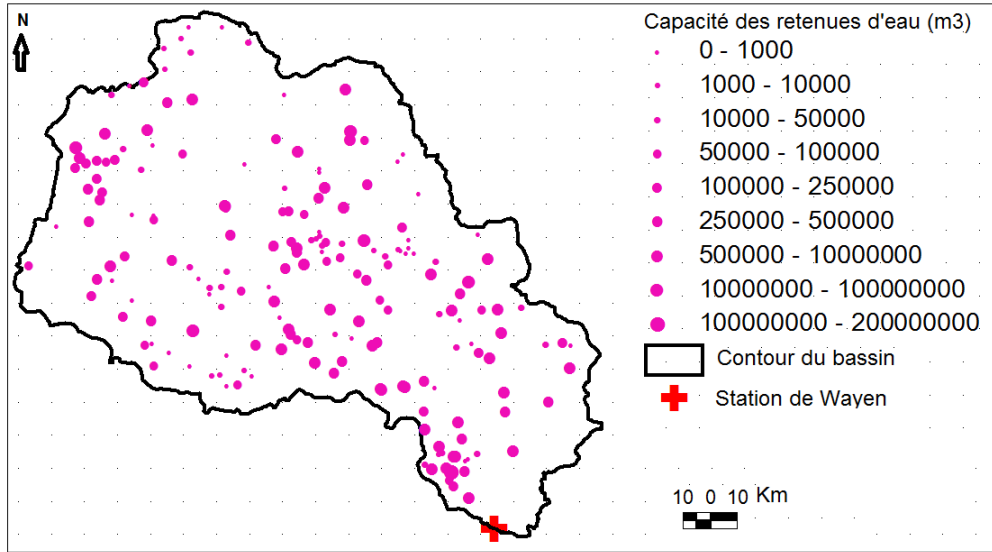 N
Capacité des retenues d'eau (m3)
0 - 1000
1000 - 10000
10000 - 50000
50000 - 100000
100000 - 250000
250000 - 500000
500000 - 10000000
10000000 - 100000000
100000000 - 200000000
Contour du bassin
Station de Wayen
10 0 10 Km